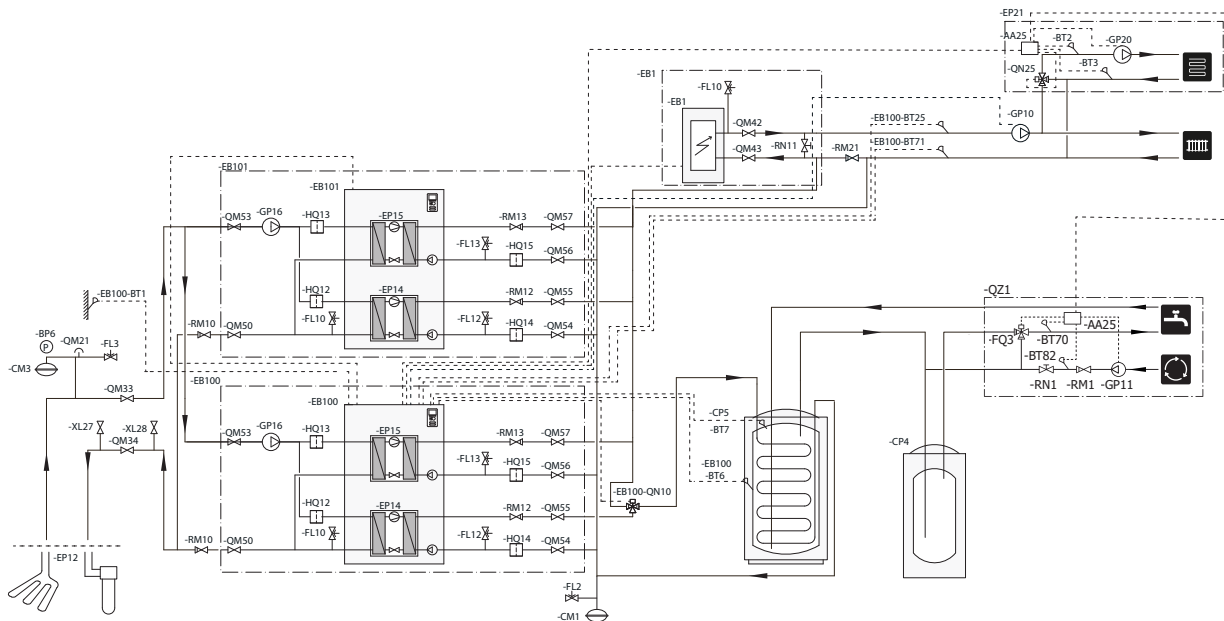 -EP21
-AA25
-BT2
-GP20
-BT3
-QN25
-EB1
-FL10
-EB1
-QM42
-EB100-BT25
-GP10
-QM43
-RN11
-RM21
-EB100-BT71
-EB101
-EB101
-QM53
-GP16
-HQ13
-EP15
-RM13
-QM57
-FL13
-HQ15
-QM56
-HQ12
-EP14
-RM12
-QM55
-FL10
-FL12
-HQ14
-QM54
-RM10
-QM50
-EB100-BT1
-BP6
P
-QM21
-FL3
-CM3
-QM33
-XL27
-XL28
-QM34
-EP12
-EB100
-EB100
-QM53
-GP16
-HQ13
-EP15
-RM13
-QM57
-FL13
-HQ15
-QM56
-HQ12
-EP14
-RM12
-QM55
-FL10
-FL12
-HQ14
-QM54
-RM10
-QM50
-EB100-QN10
-FL2
-CM1
-CP5
-BT7
-EB100
-BT6
-CP4
-QZ1
-AA25
-FQ3
-BT70
-BT82
-RN1
-RM1
-GP11